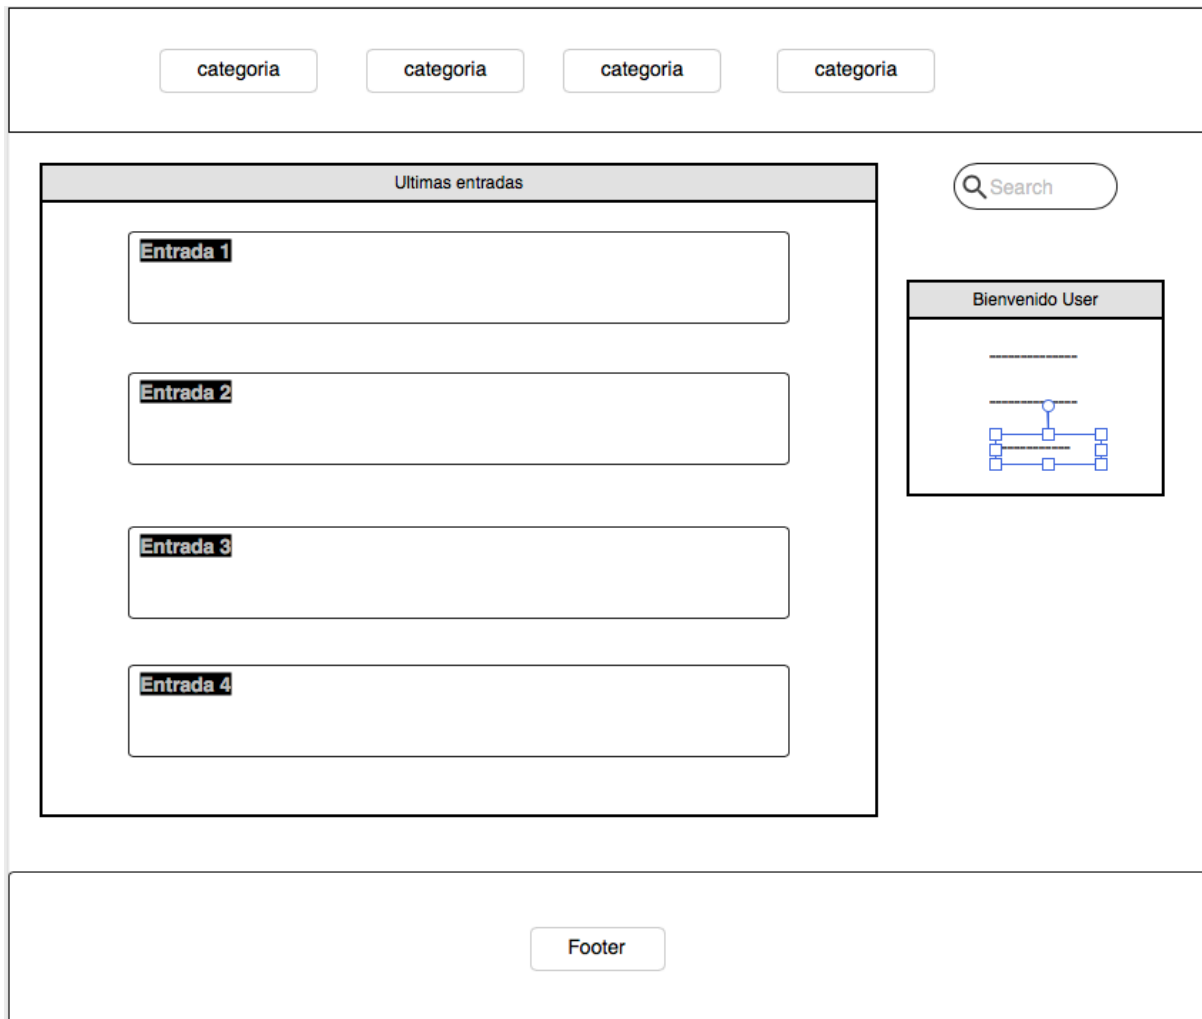 categoria categoria categoria categoria
Ultimas entradas
Search
Entrada 1
Bienvenido User
--------------
Entrada 2
--------------
-----------
Entrada 3
Entrada 4
Footer